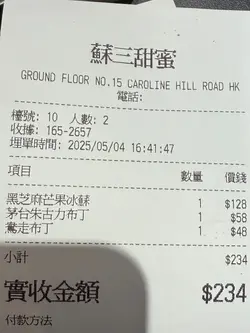 蘇三甜蜜
GROUND FLOOR NO.15 CAROLINE HILL ROAD HK
電話:
檯號: 10 人數: 2
收據: 165-2657
埋單時間: 2025/05/04 16:41:47
項目 數量 價錢
黑芝麻芒果冰蘇 1 $128
茅台朱古力布丁 1 $58
鴛走布丁 1 $48
小計 $234
實收金額 $234
付款方法